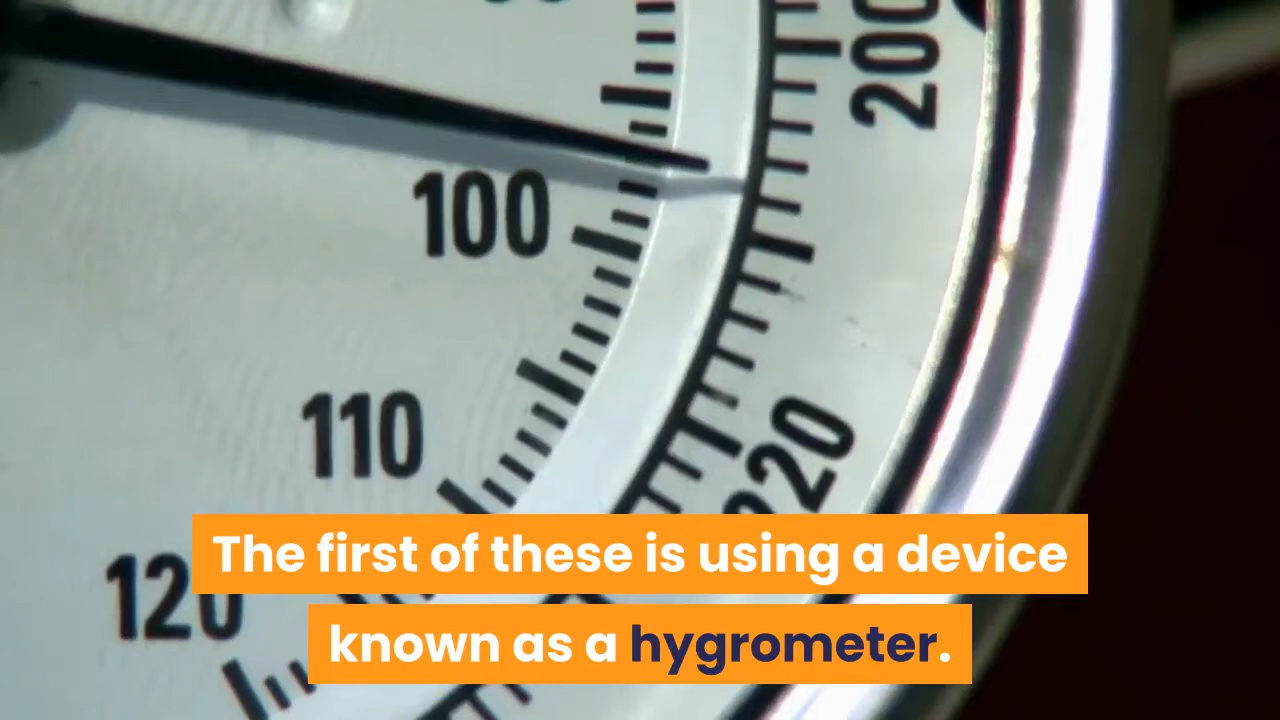 200
100
110
220
120
The first of these is using a device
known as a hygrometer.